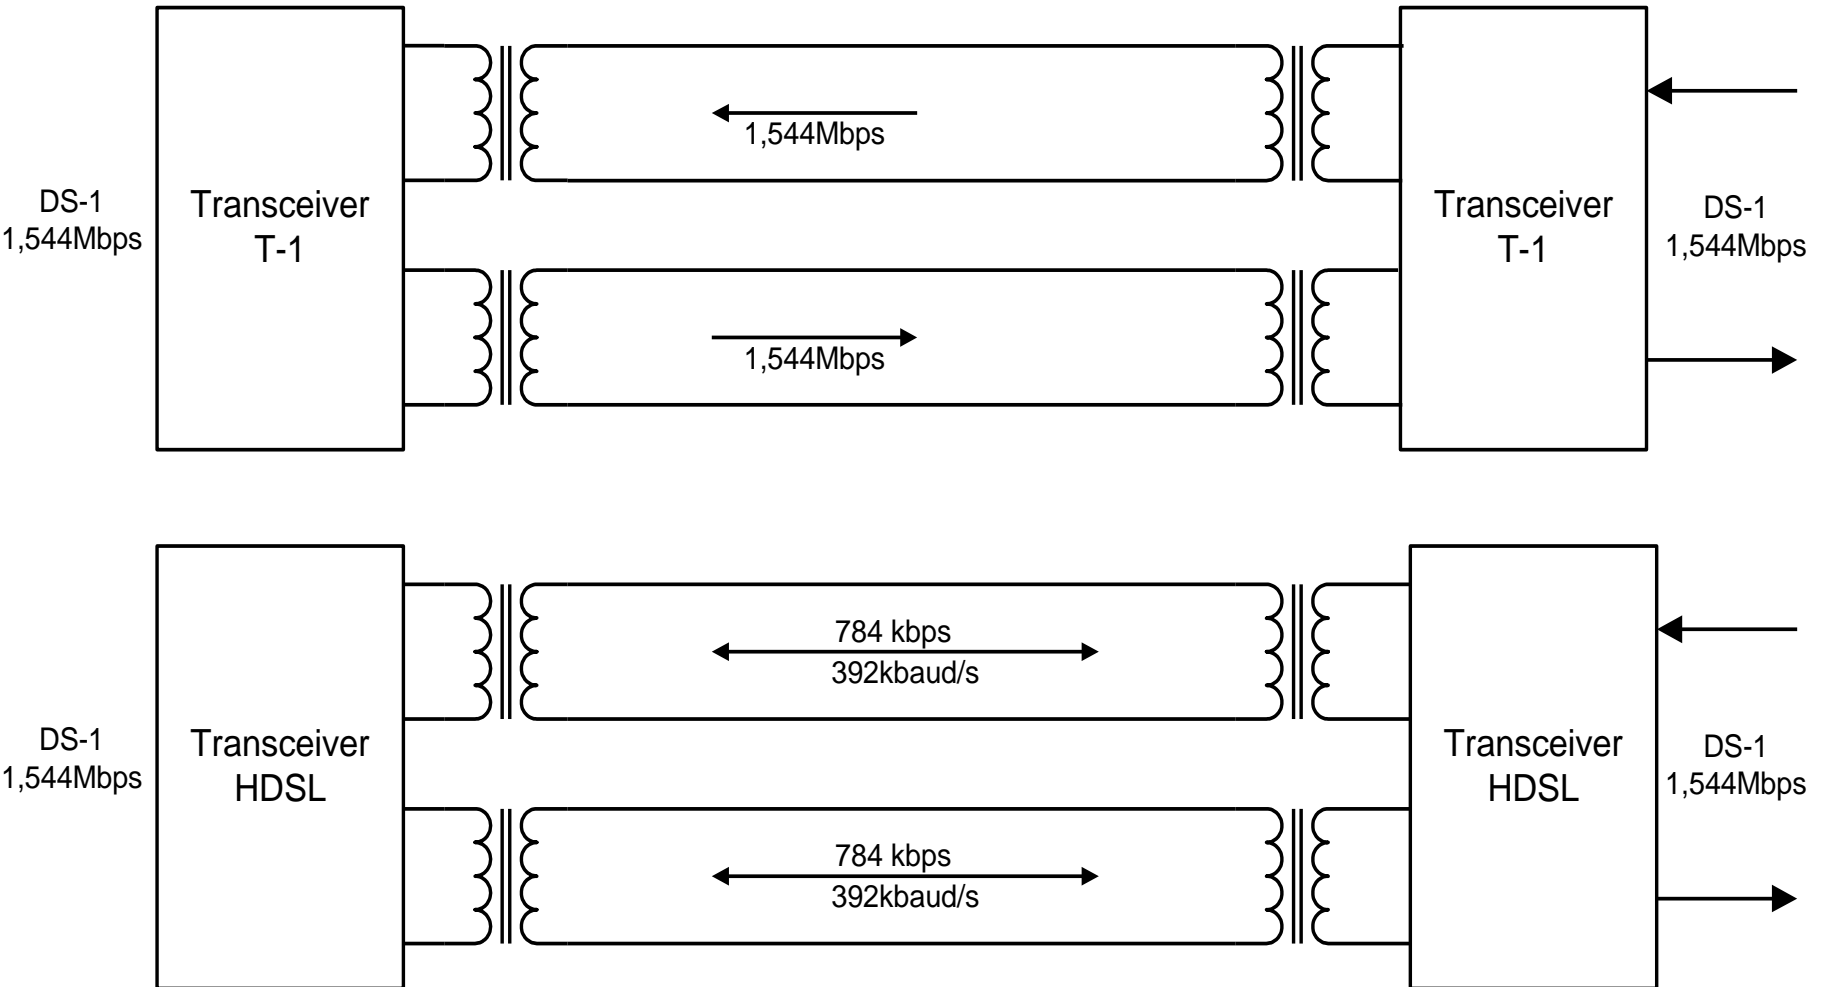 1,544Mbps
DS-1
1,544Mbps
Transceiver
T-1
Transceiver
T-1
DS-1
1,544Mbps
1,544Mbps
784 kbps
392kbaud/s
DS-1
1,544Mbps
Transceiver
HDSL
Transceiver
HDSL
DS-1
1,544Mbps
784 kbps
392kbaud/s